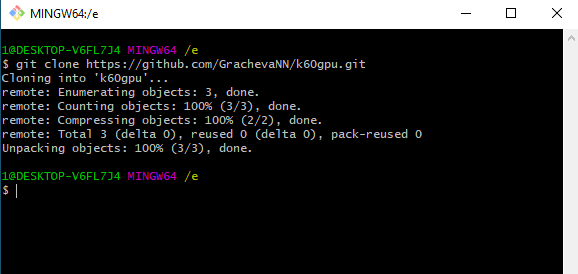 MINGW64:/e
1@DESKTOP-V6FL7J4 MINGW64 /e
$ git clone https://github.com/GrachevaNN/k60gpu.git
Cloning into 'k60gpu'...
remote: Enumerating objects: 3, done.
remote: Counting objects: 100% (3/3), done.
remote: Compressing objects: 100% (2/2), done.
remote: Total 3 (delta 0), reused 0 (delta 0), pack-reused 0
Unpacking objects: 100% (3/3), done.
1@DESKTOP-V6FL7J4 MINGW64 /e
$